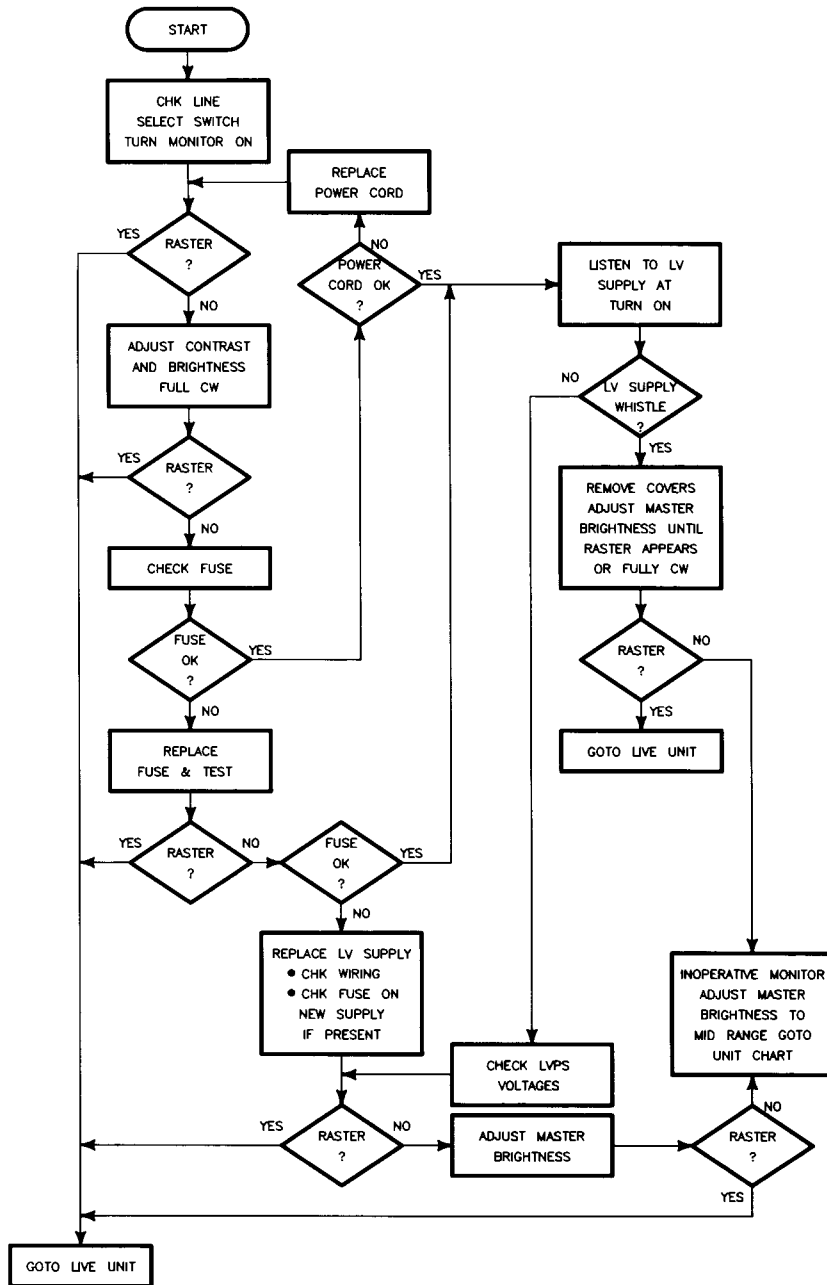 START
CHK LINE
SELECT SWITCH
TURN MONITOR ON
REPLACE
POWER CORD
YES
RASTER
?
NO
NO
POWER
CORD OK
?
YES
LISTEN TO LV
SUPPLY AT
TURN ON
ADJUST CONTRAST
AND BRIGHTNESS
FULL CW
NO
LV SUPPLY
WHISTLE
?
YES
YES
RASTER
?
NO
REMOVE COVERS
ADJUST MASTER
BRIGHTNESS UNTIL
RASTER APPEARS
OR FULLY CW
CHECK FUSE
FUSE
OK
?
YES
NO
RASTER
?
NO
YES
GOTO LIVE UNIT
REPLACE
FUSE & TEST
YES
RASTER
?
NO
FUSE
OK
?
YES
NO
REPLACE LV SUPPLY
● CHK WIRING
● CHK FUSE ON
NEW SUPPLY
IF PRESENT
INOPERATIVE MONITOR
ADJUST MASTER
BRIGHTNESS TO
MID RANGE GOTO
UNIT CHART
CHECK LVPS
VOLTAGES
YES
RASTER
?
NO
ADJUST MASTER
BRIGHTNESS
NO
RASTER
?
YES
GOTO LIVE UNIT